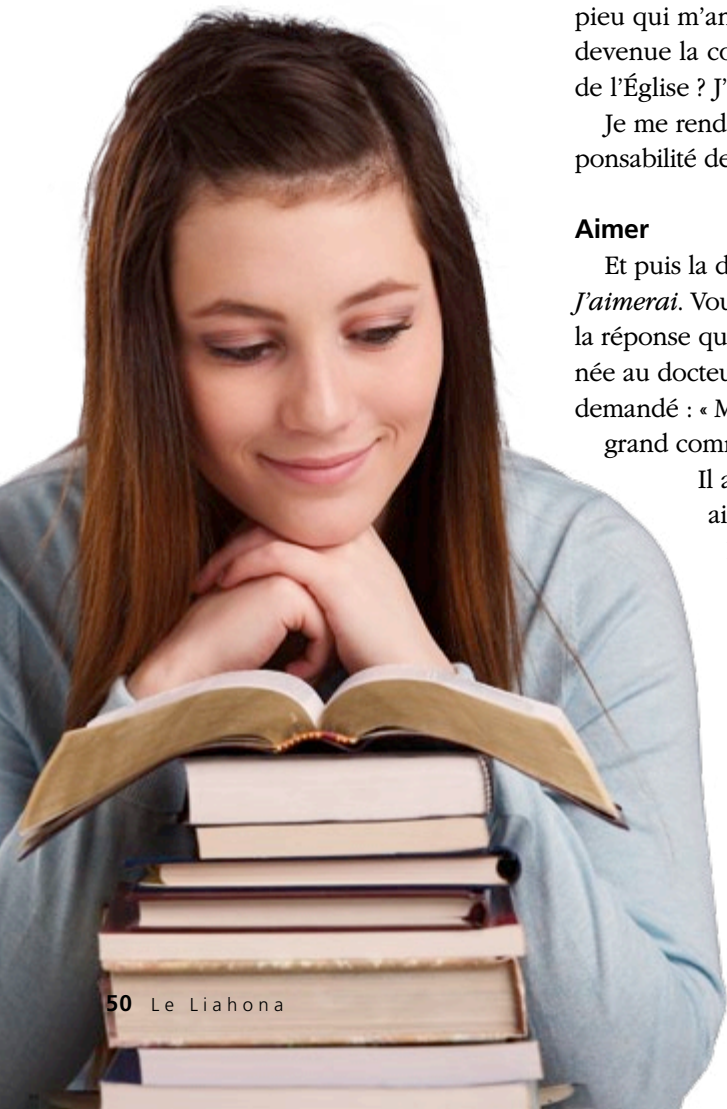 pieu qui m'an
devenue la co
de l'Église ? J'
Je me rend
ponsabilité de
Aimer
Et puis la d
J'aimerai. Vou
la réponse qu
née au docteu
demandé : « M
grand comm
Il a
ai
50 Le Liahona